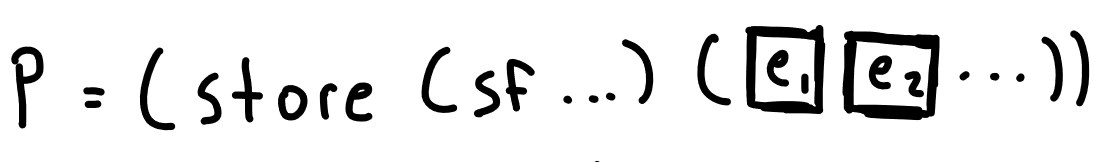 P = (store (sf ...) (e₁ e₂ ...))